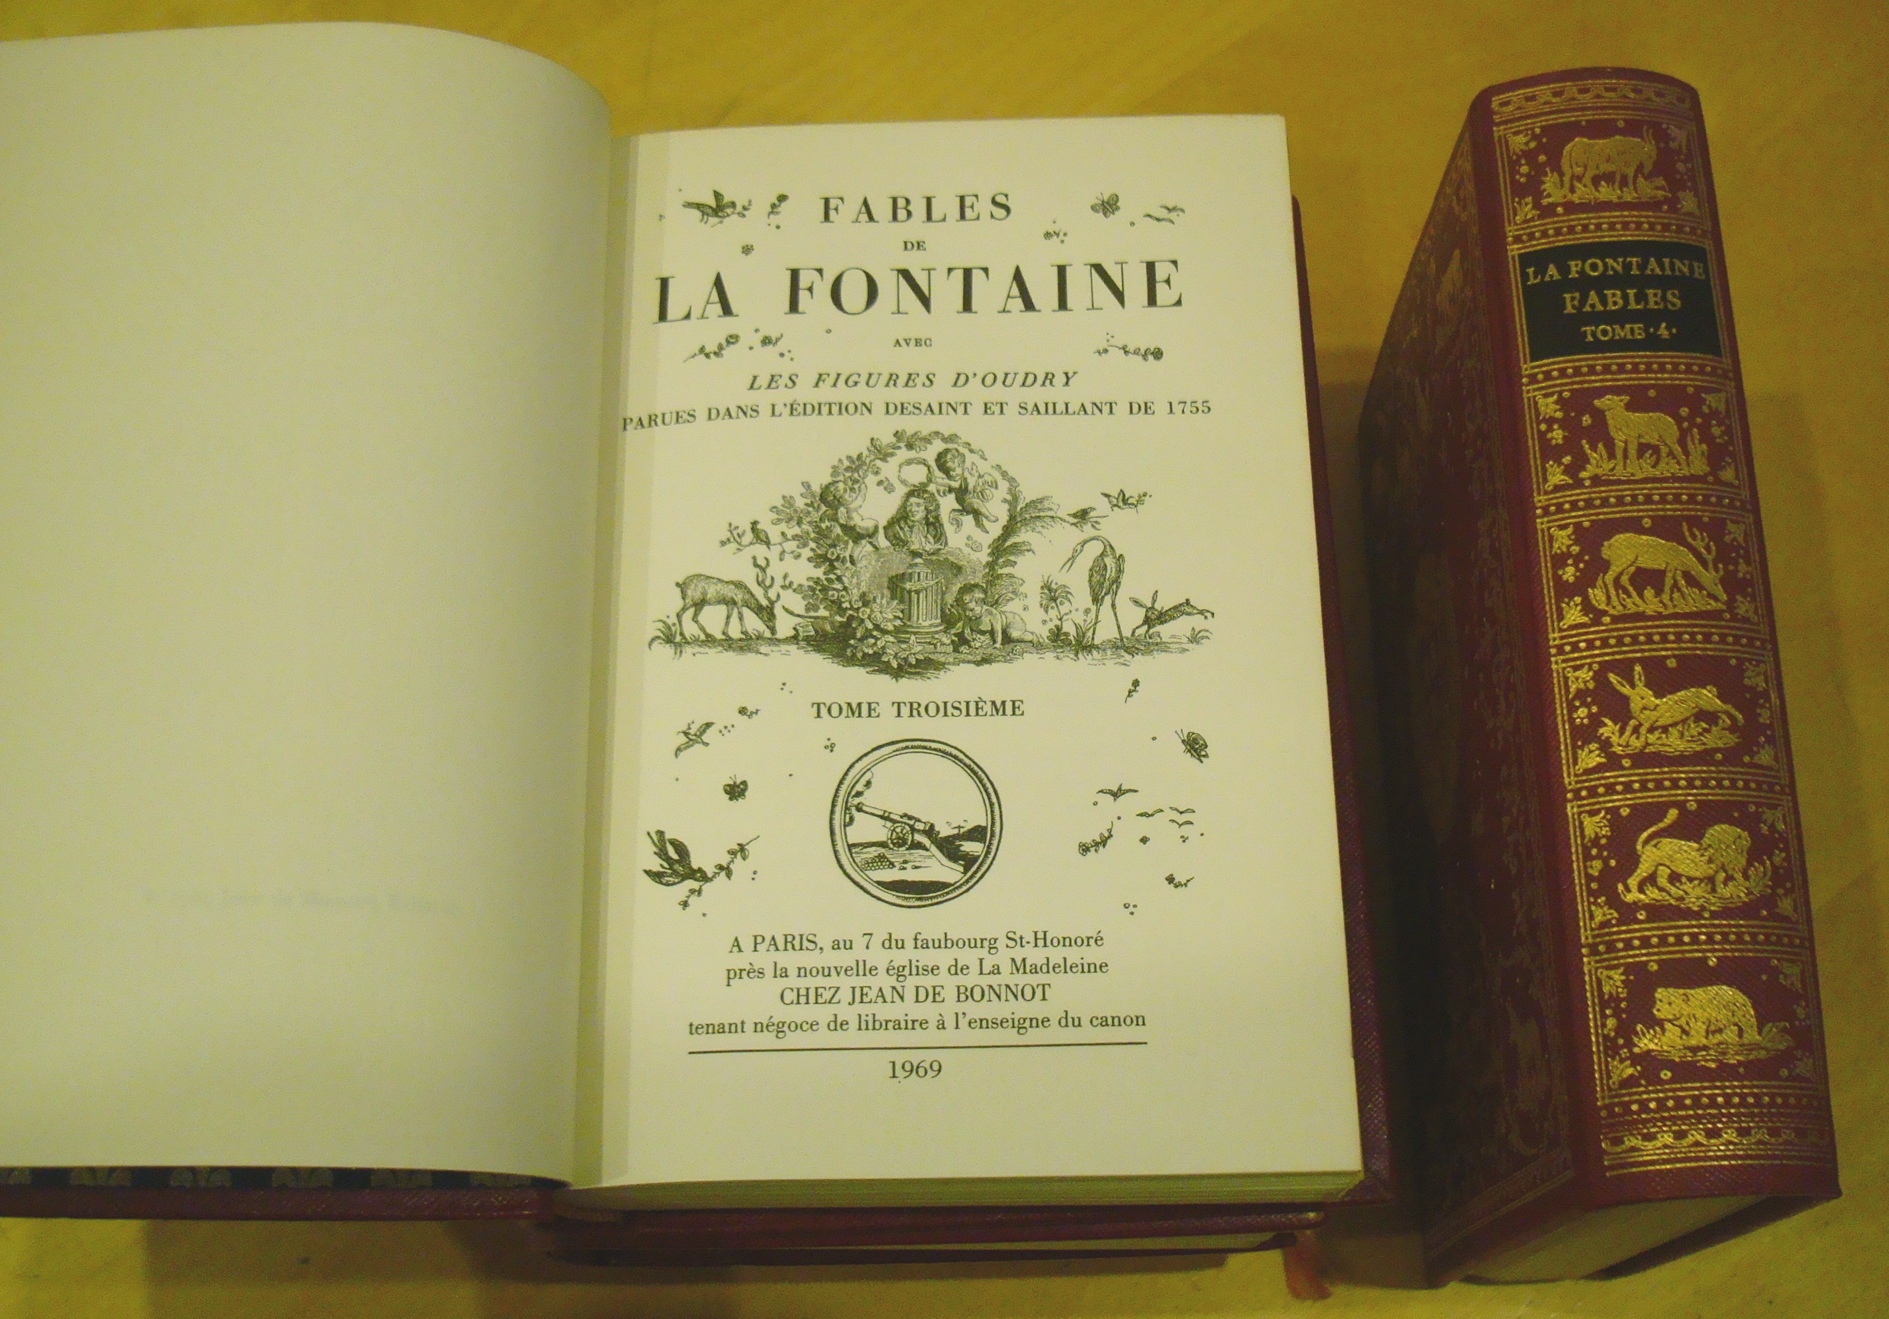 FABLES
DE
LA FONTAINE
AVEC
LES FIGURES D'OUDRY
PARUES DANS L'ÉDITION DESAINT ET SAILLANT DE 1755
TOME TROISIÈME
A PARIS, au 7 du faubourg St-Honoré
près la nouvelle église de La Madeleine
CHEZ JEAN DE BONNOT
tenant négoce de libraire à l'enseigne du canon
1969
LA FONTAINE
FABLES
TOME·4·